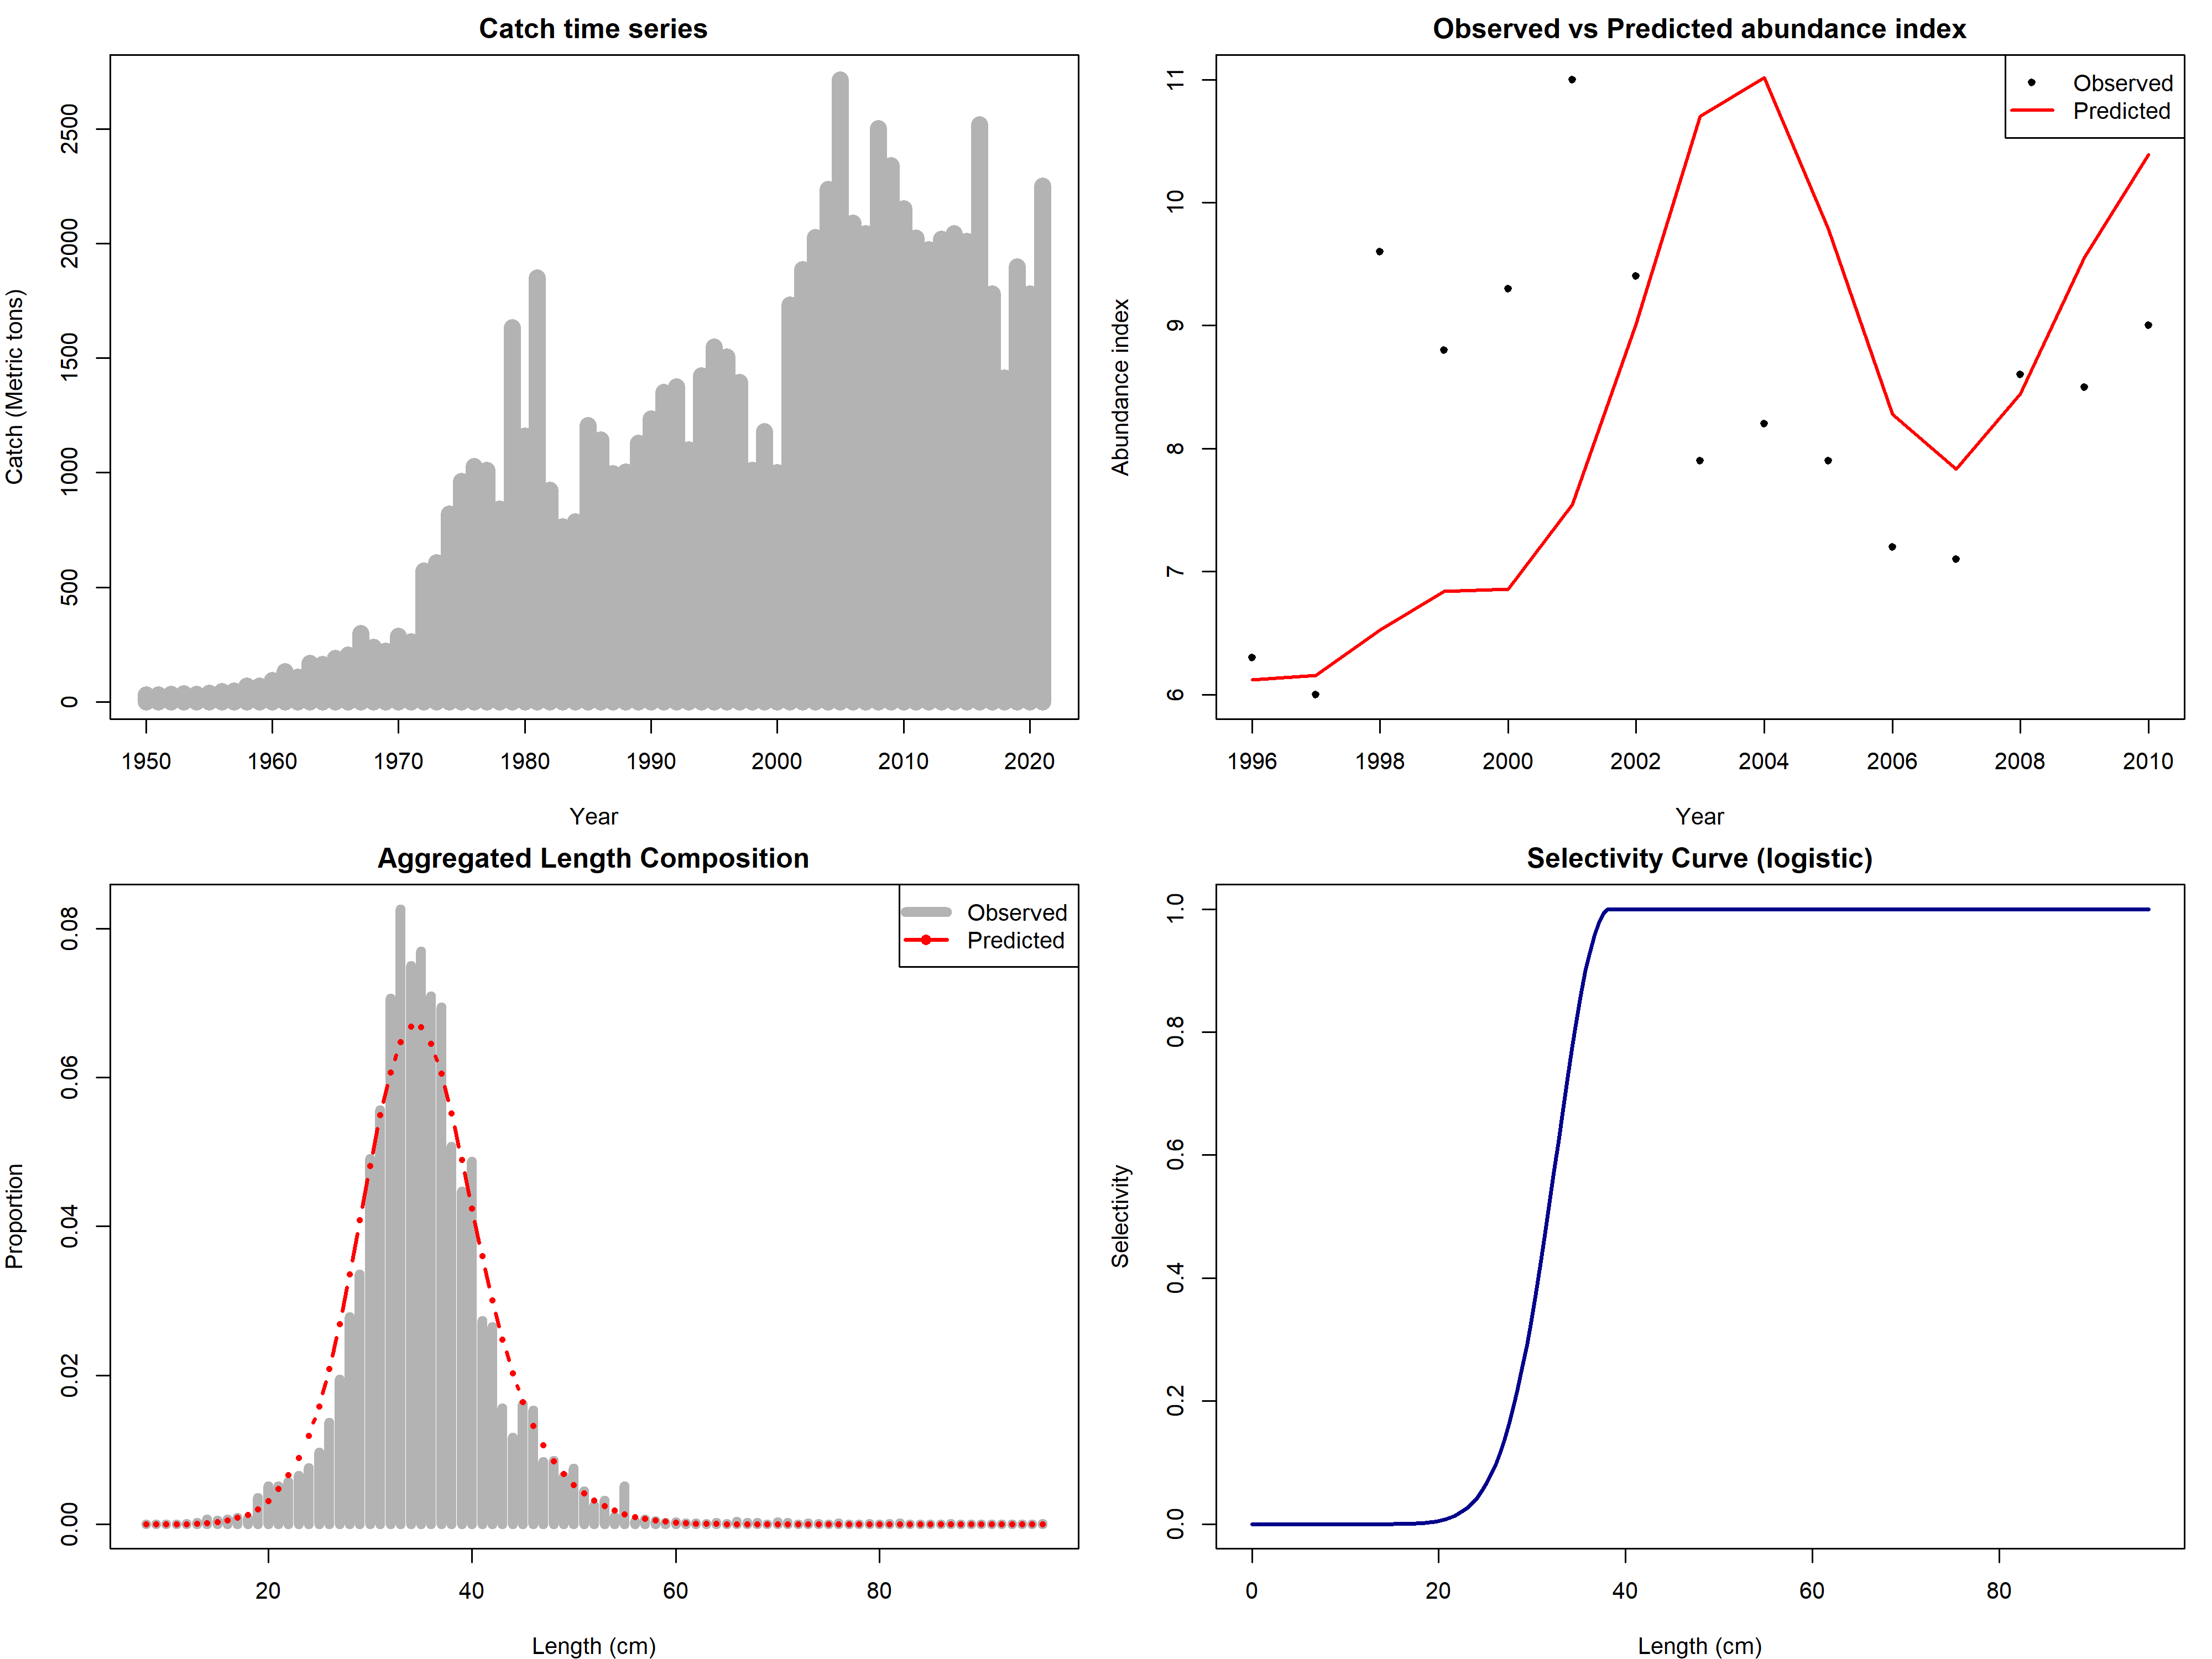 Catch time series
Catch (Metric tons)
2500
2000
1500
1000
500
0
1950 1960 1970 1980 1990 2000 2010 2020
Year
Observed vs Predicted abundance index
Observed
Predicted
Abundance index
11
10
9
8
7
6
1996 1998 2000 2002 2004 2006 2008 2010
Year
Aggregated Length Composition
Observed
Predicted
Proportion
0.08
0.06
0.04
0.02
0.00
20 40 60 80
Length (cm)
Selectivity Curve (logistic)
Selectivity
1.0
0.8
0.6
0.4
0.2
0.0
0 20 40 60 80
Length (cm)